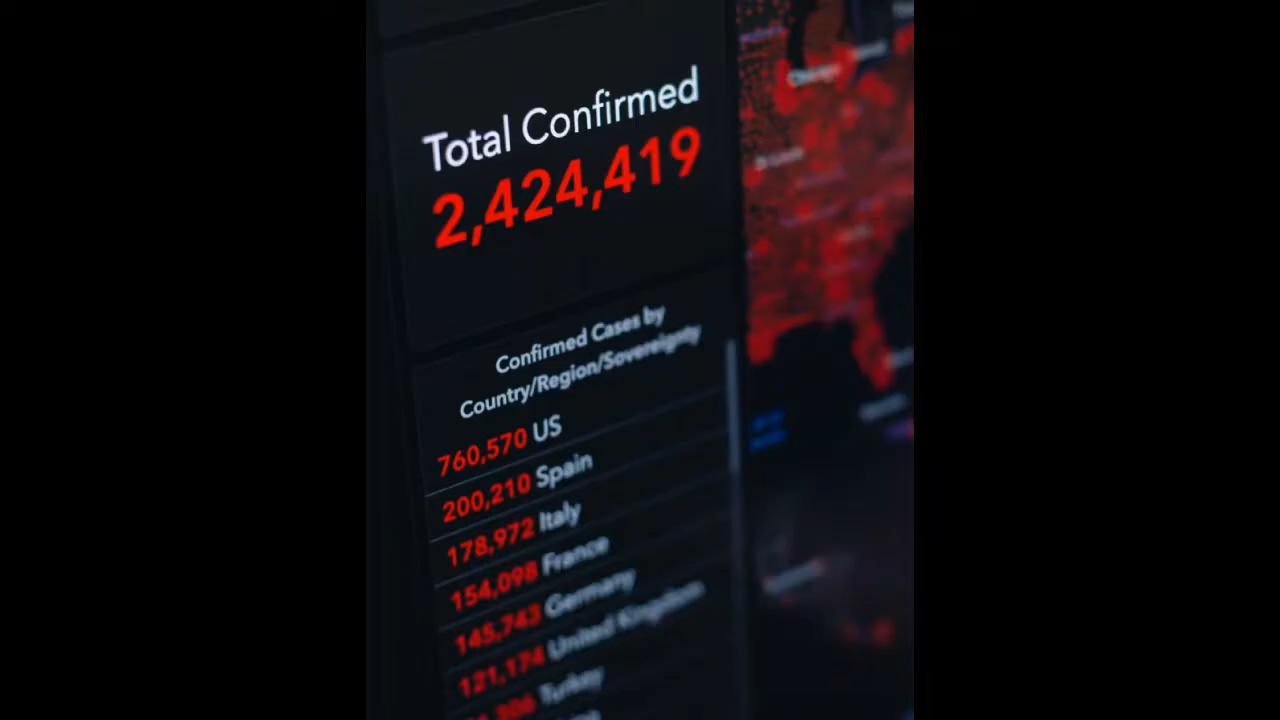 Total Confirmed
2,424,419
Confirmed Cases by
Country/Region/Sovereignty
760,570 US
200,210 Spain
178,972 Italy
154,098 France
145,743 Germany
121,174 United Kingdom
Turkey
Chicago